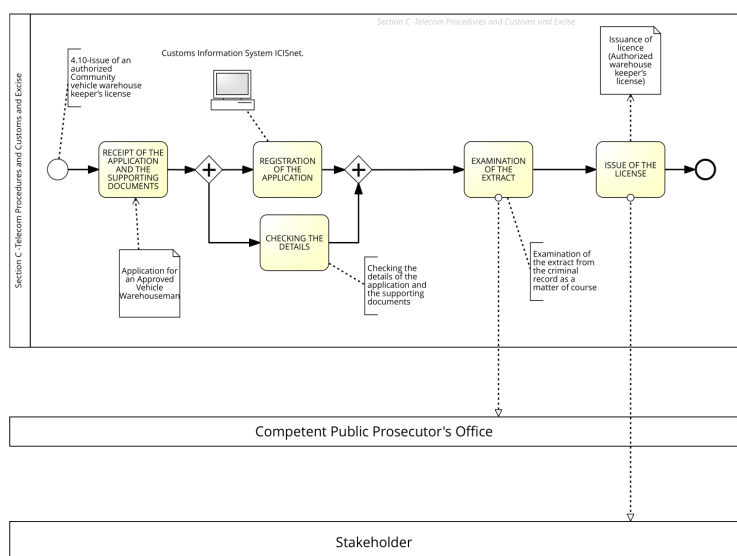 Section C -Telecom Procedures and Customs and Excise
Section C -Telecom Procedures and Customs and Excise
4.10-Issue of an
authorized
Community
vehicle warehouse
keeper's license
Customs Information System ICISnet.
Issuance of
licence
(Authorized
warehouse
keeper's
license)
RECEIPT OF THE
APPLICATION
AND THE
SUPPORTING
DOCUMENTS
REGISTRATION
OF THE
APPLICATION
EXAMINATION
OF THE
EXTRACT
ISSUE OF THE
LICENSE
CHECKING THE
DETAILS
Application for
an Approved
Vehicle
Warehouseman
Checking the
details of the
application and
the supporting
documents
Examination of
the extract from
the criminal
record as a
matter of course
Competent Public Prosecutor's Office
Stakeholder